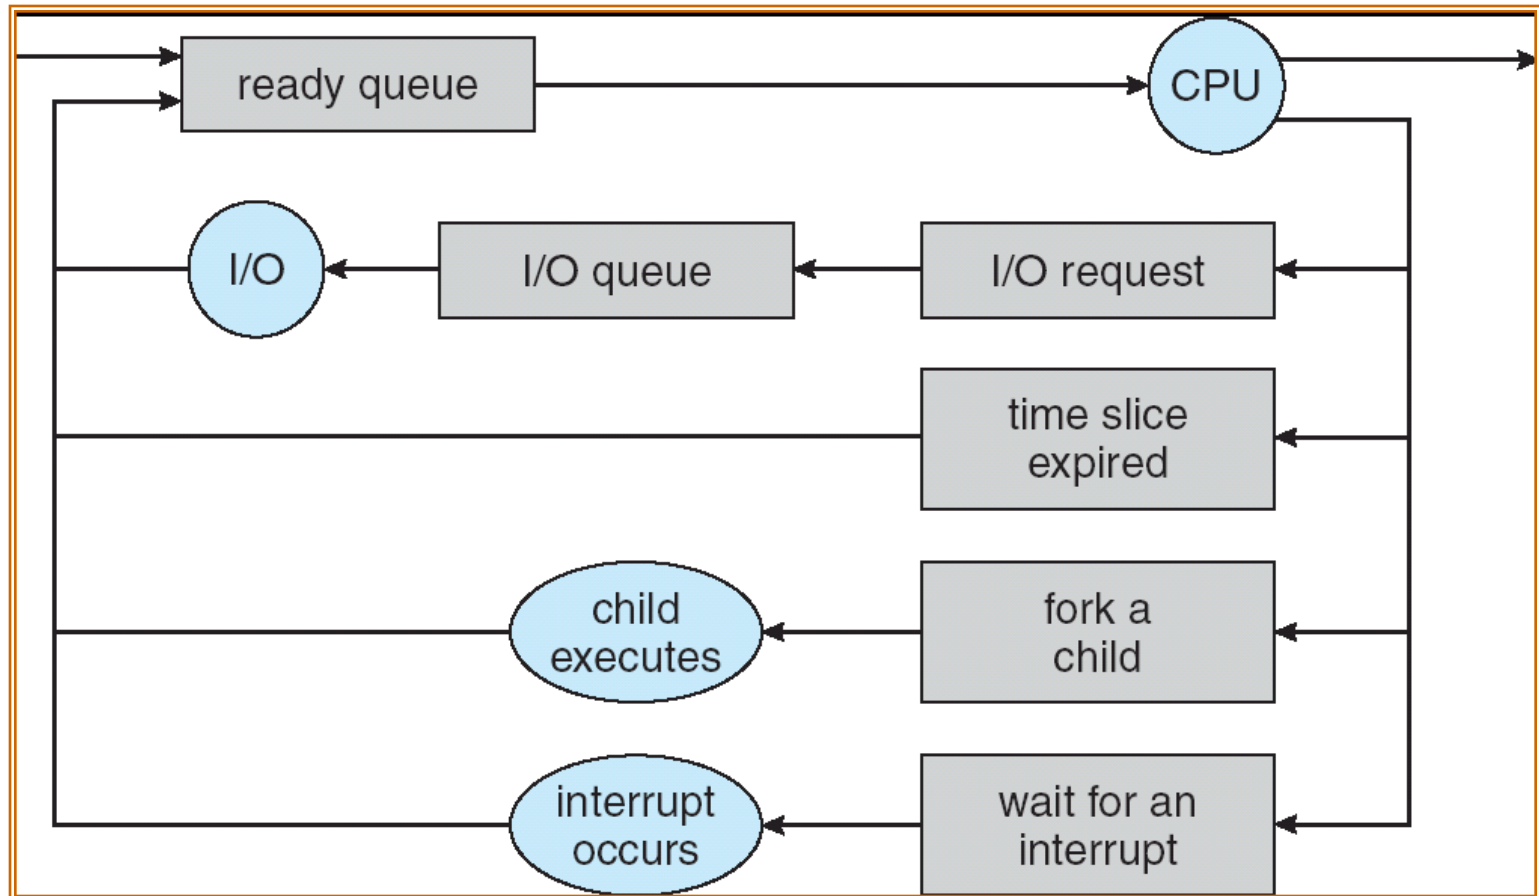 ready queue
CPU
I/O
I/O queue
I/O request
time slice
expired
child
executes
fork a
child
interrupt
occurs
wait for an
interrupt